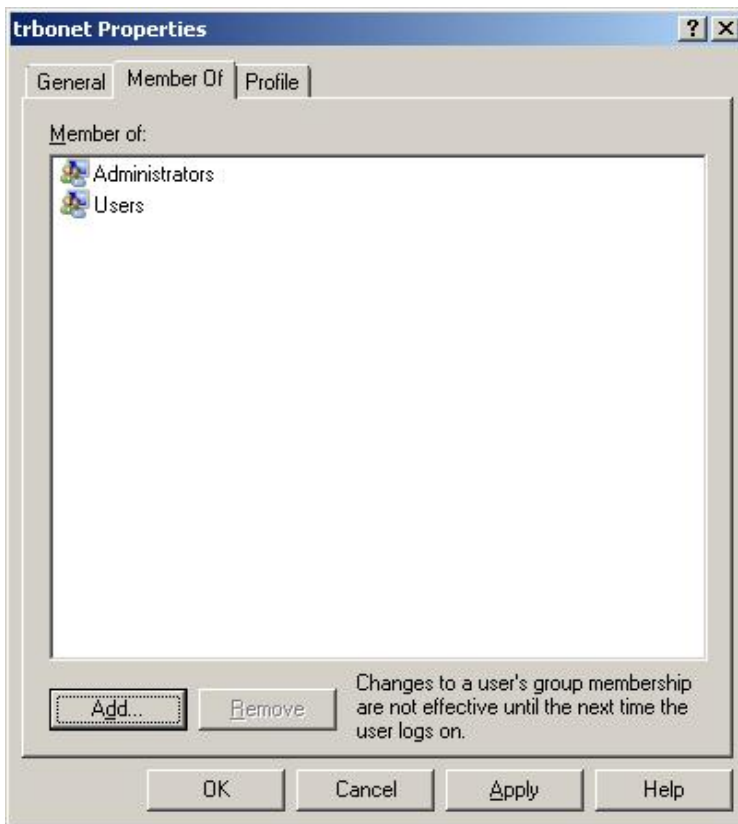 trbonet Properties
General Member Of Profile
Member of:
Administrators
Users
Add... Remove
Changes to a user's group membership
are not effective until the next time the
user logs on.
OK Cancel Apply Help